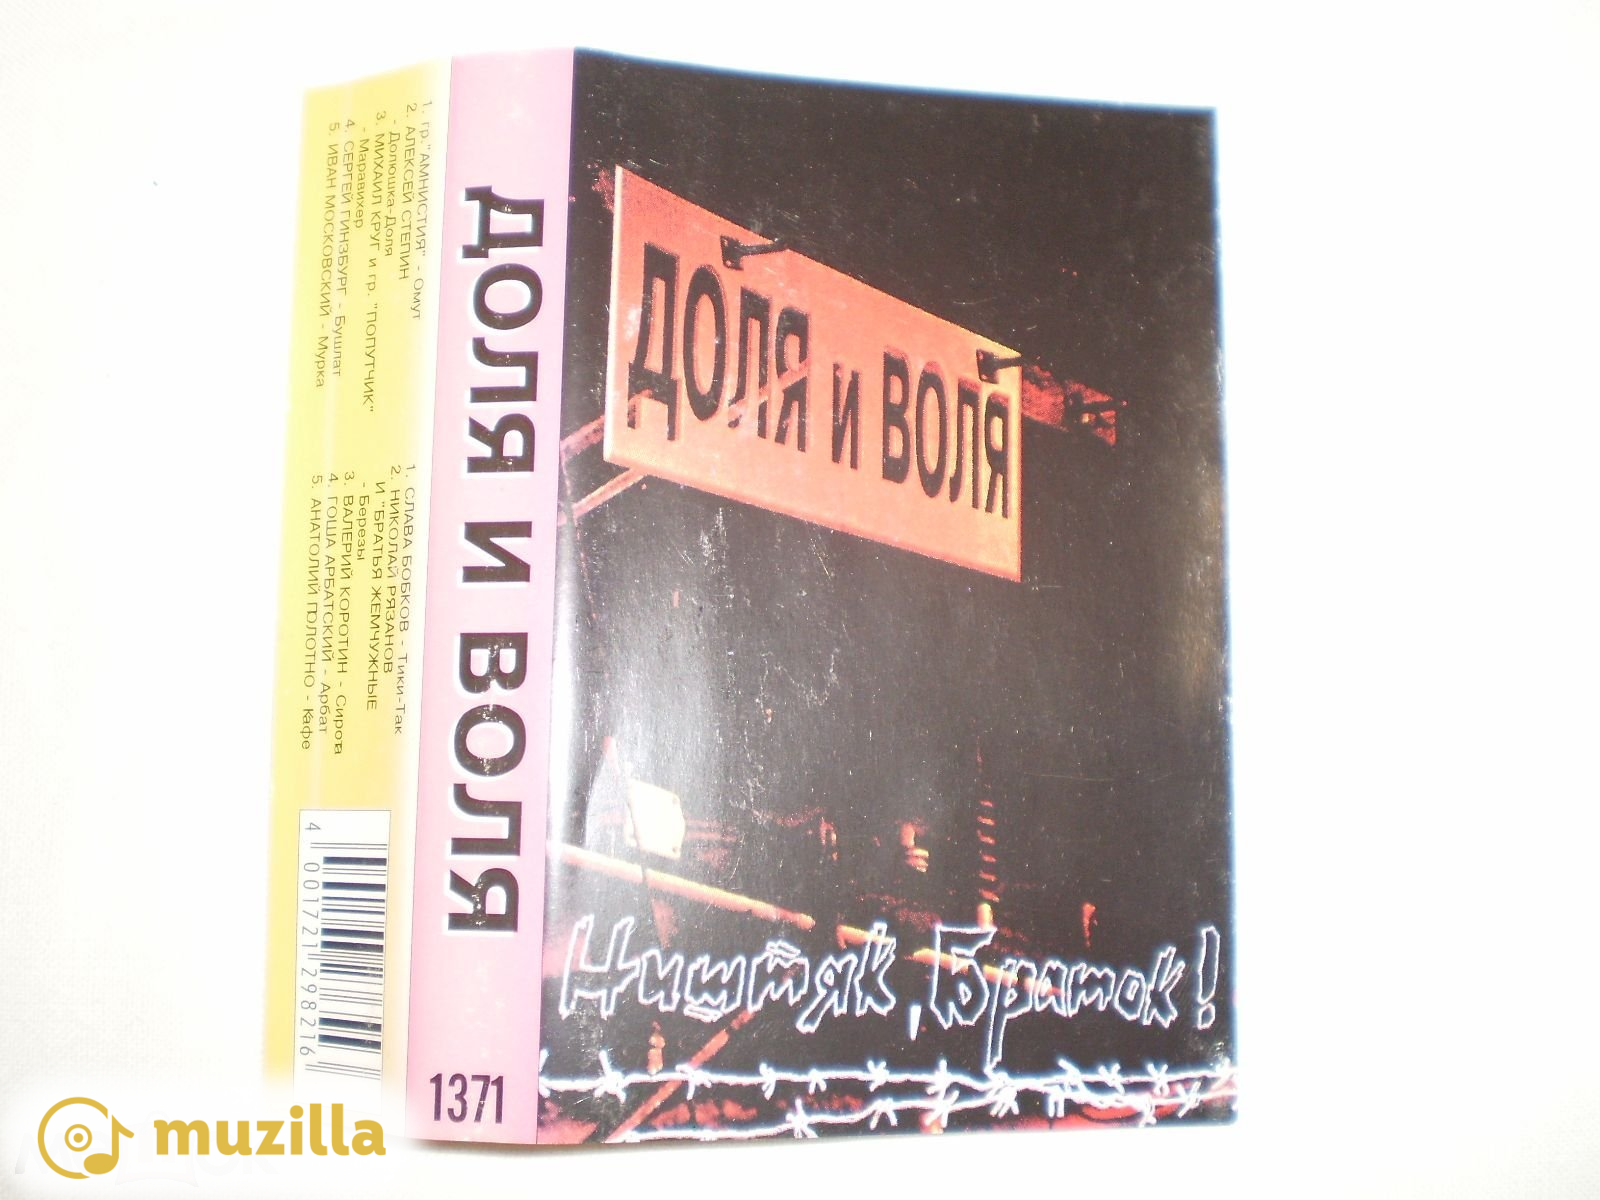 ДОЛЯ И ВОЛЯ
Ништяк, Браток!
ДОЛЯ И ВОЛЯ
1371
1. гр."АМНИСТИЯ" - Омут
2. АЛЕКСЕЙ СТЕПИН
- Долюшка-Доля
3. МИХАИЛ КРУГ и гр. "ПОПУТЧИК"
- Маравихер
4. СЕРГЕЙ ГИНЗБУРГ - Бушлат
5. ИВАН МОСКОВСКИЙ - Мурка
1. СЛАВА БОБКОВ - Тики-Так
2. НИКОЛАЙ РЯЗАНОВ
И "БРАТЬЯ ЖЕМЧУЖНЫЕ
- Березы
3. ВАЛЕРИЙ КОРОТИН - Сирота
4. ГОША АРБАТСКИЙ - Арбат
5. АНАТОЛИЙ ПОЛОТНО - Кафе
4 001721 298216
muzilla